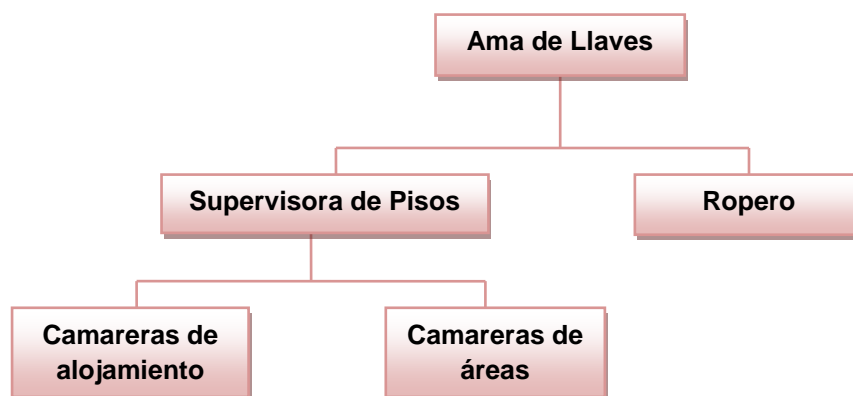 Ama de Llaves
Supervisora de Pisos
Ropero
Camareras de
alojamiento
Camareras de
áreas